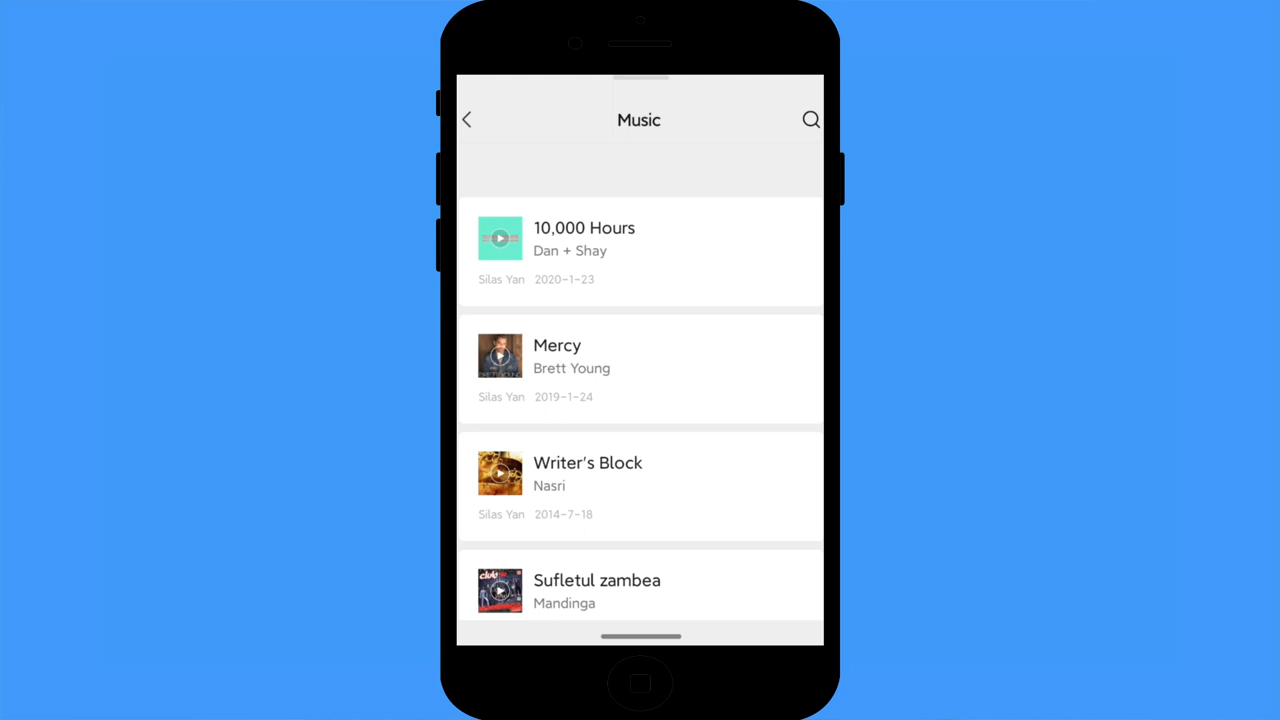 Music
10,000 Hours
Dan + Shay
Silas Yan 2020-1-23
Mercy
Brett Young
Silas Yan 2019-1-24
Writer's Block
Nasri
Silas Yan 2014-7-18
club
Sufletul zambea
Mandinga